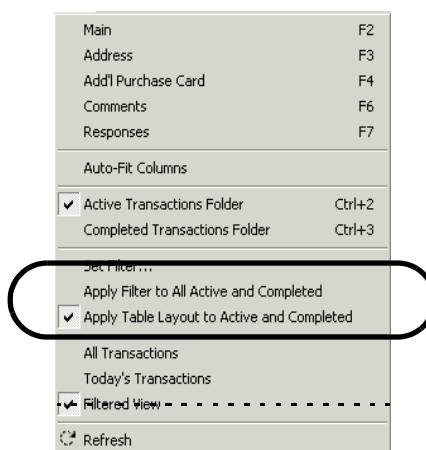 Main F2
Address F3
Add'l Purchase Card F4
Comments F6
Responses F7
Auto-Fit Columns
Active Transactions Folder Ctrl+2
Completed Transactions Folder Ctrl+3
Set Filter...
Apply Filter to All Active and Completed
Apply Table Layout to Active and Completed
All Transactions
Today's Transactions
Filtered View
Refresh